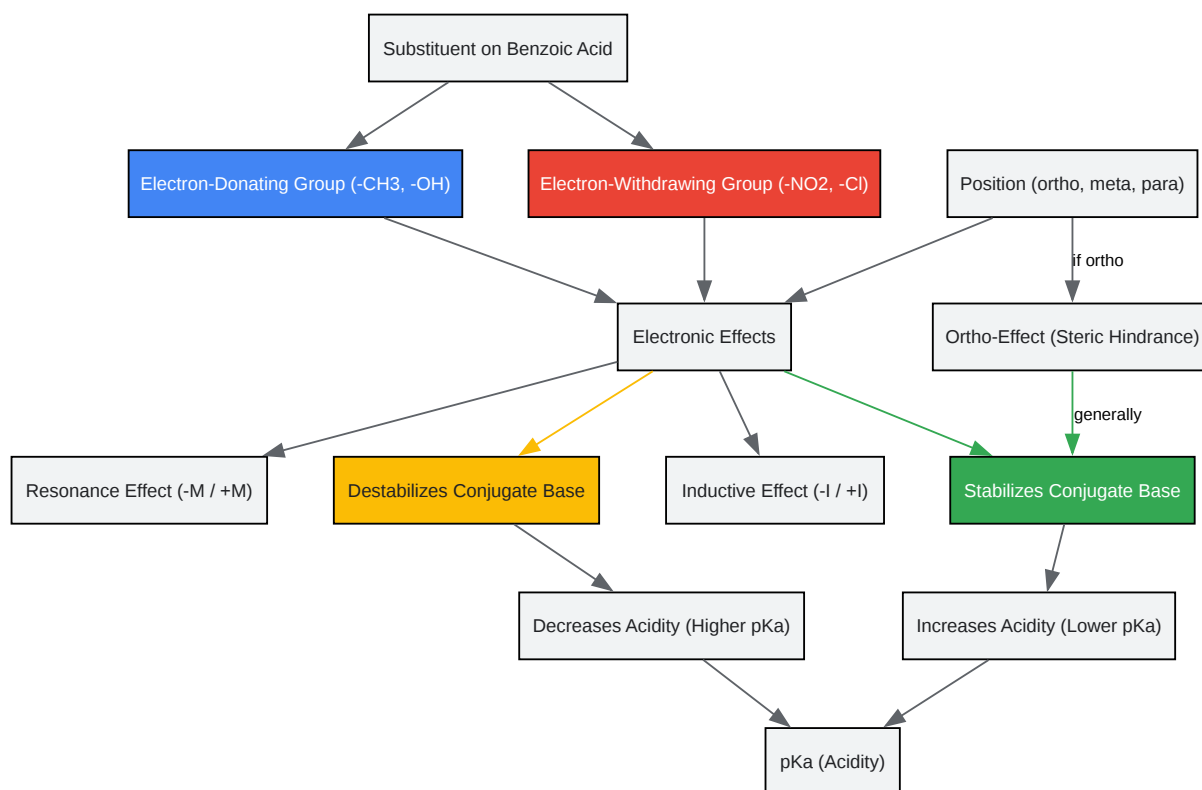 Substituent on Benzoic Acid
Electron-Donating Group (-CH3, -OH)
Electron-Withdrawing Group (-NO2, -Cl)
Position (ortho, meta, para)
if ortho
Electronic Effects
Ortho-Effect (Steric Hindrance)
generally
Resonance Effect (-M / +M)
Destabilizes Conjugate Base
Inductive Effect (-I / +I)
Stabilizes Conjugate Base
Decreases Acidity (Higher pKa)
Increases Acidity (Lower pKa)
pKa (Acidity)